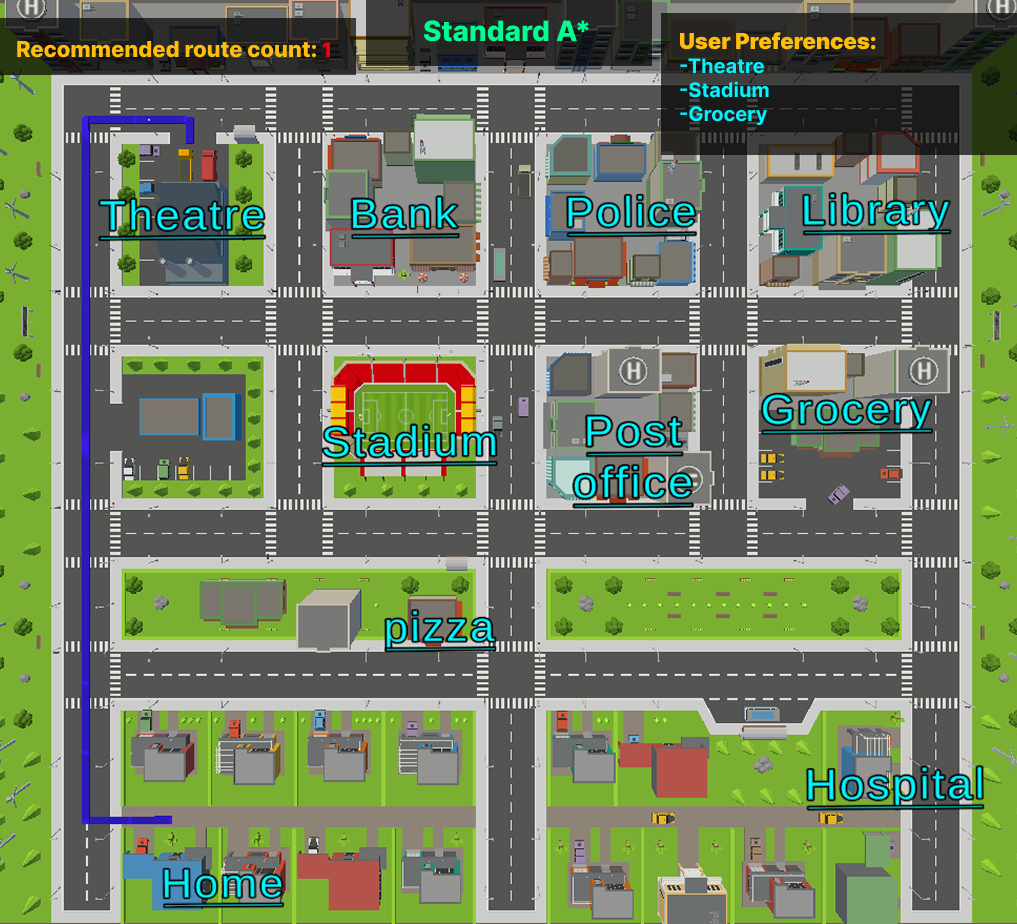 H
H
Standard A*
Recommended route count: 1
User Preferences:
-Theatre
-Stadium
-Grocery
Theatre
Bank
Police
Library
H
H
Stadium
Post
office
Grocery
pizza
Hospital
Home